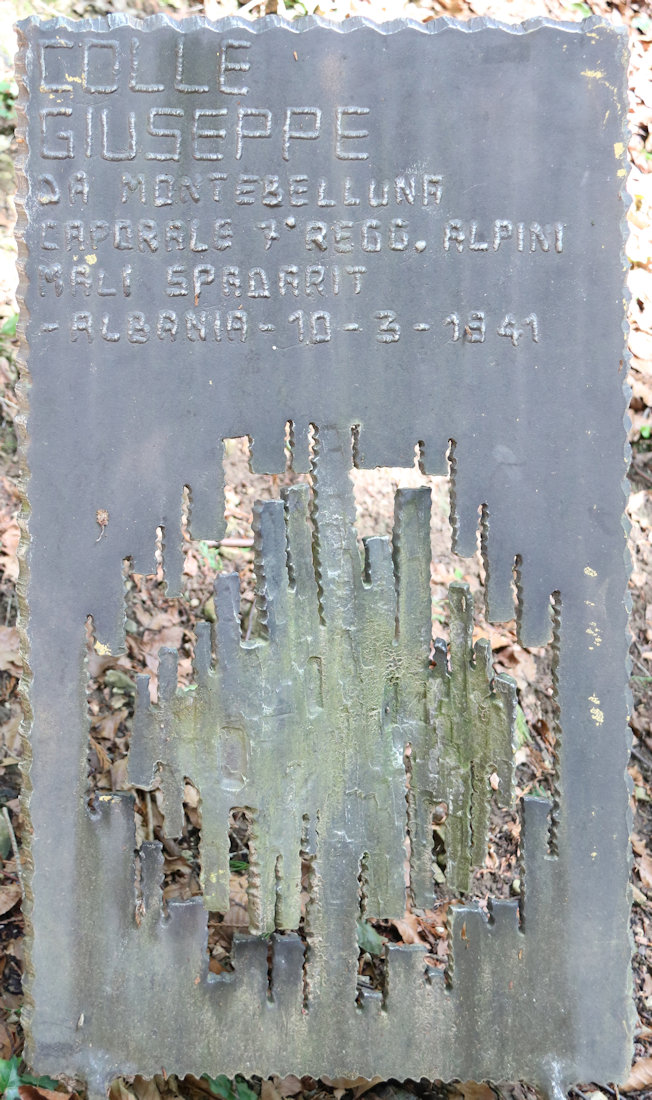 COLLE
GIUSEPPE
DA MONTEBELLUNA
CAPORALE 7° REGG. ALPINI
MALI SPADARIT
-ALBANIA-10-3-1941